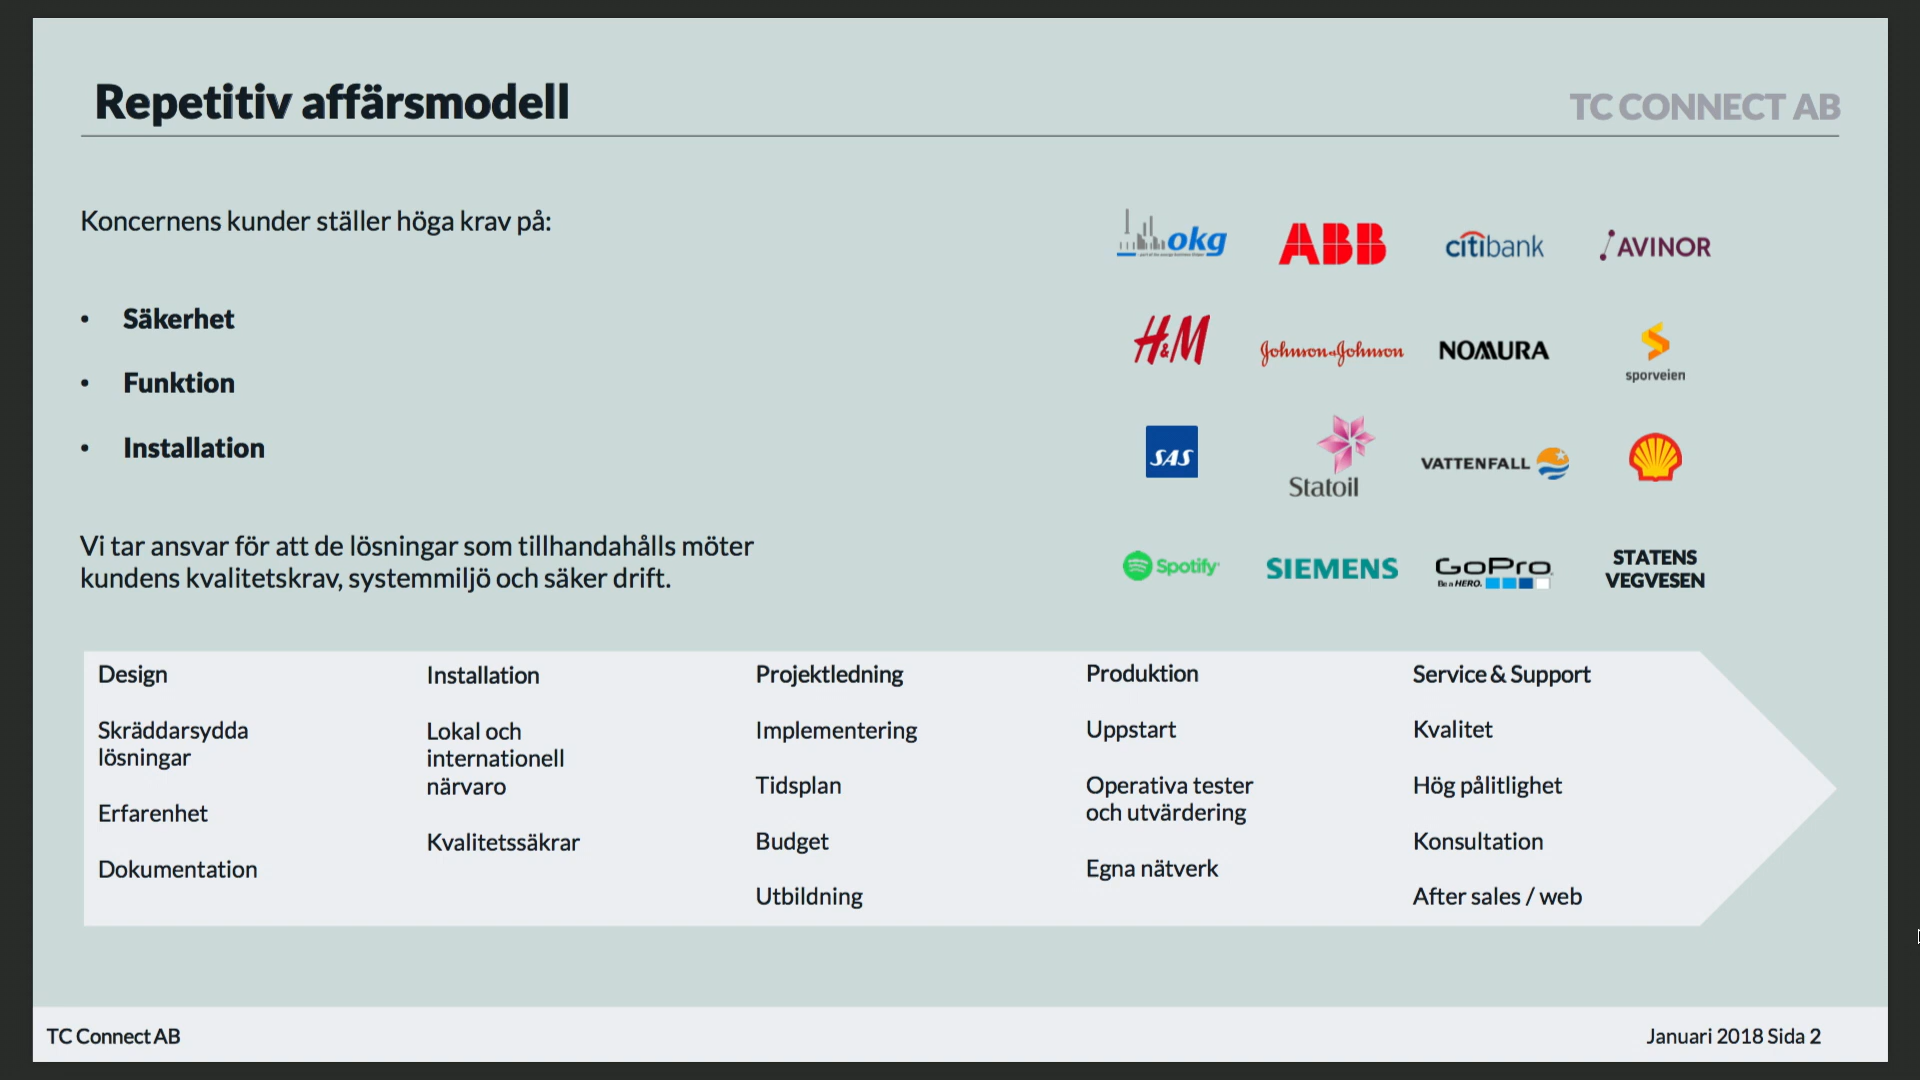 Repetitiv affärsmodell
TC CONNECT AB
Koncernens kunder ställer höga krav på:
• Säkerhet
• Funktion
• Installation
Vi tar ansvar för att de lösningar som tillhandahålls möter
kundens kvalitetskrav, systemmiljö och säker drift.
okg
ABB
citibank
AVINOR
H&M
Johnson&Johnson
NOMURA
sporveien
SAS
Statoil
VATTENFALL
Spotify
SIEMENS
GoPro
Be a HERO.
STATENS
VEGVESEN
Design
Skräddarsydda
lösningar
Erfarenhet
Dokumentation
Installation
Lokal och
internationell
närvaro
Kvalitetssäkrar
Projektledning
Implementering
Tidsplan
Budget
Utbildning
Produktion
Uppstart
Operativa tester
och utvärdering
Egna nätverk
Service & Support
Kvalitet
Hög pålitlighet
Konsultation
After sales / web
TC Connect AB
Januari 2018 Sida 2